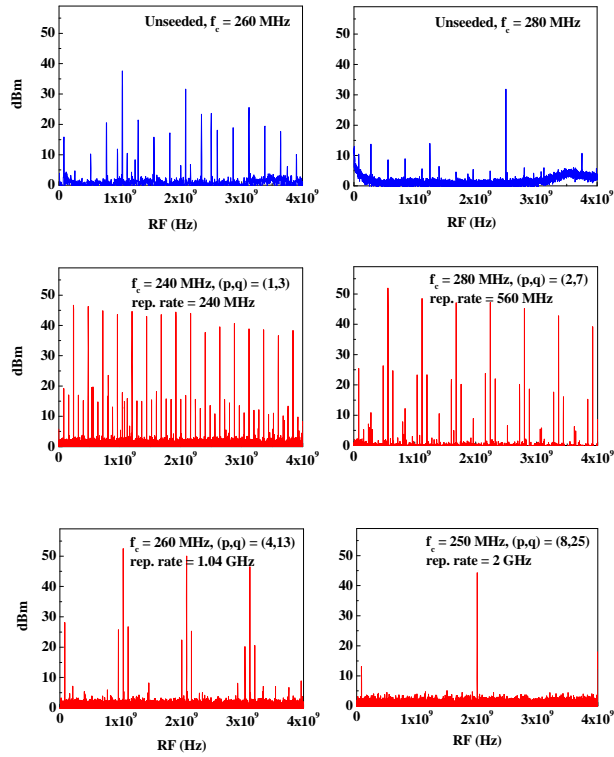 Unseeded, f_c = 260 MHz
50
40
30
20
10
0
dBm
0 1x10^9 2x10^9 3x10^9 4x10^9
RF (Hz)
Unseeded, f_c = 280 MHz
50
40
30
20
10
0
0 1x10^9 2x10^9 3x10^9 4x10^9
RF (Hz)
f_c = 240 MHz, (p,q) = (1,3)
rep. rate = 240 MHz
50
40
30
20
10
0
dBm
0 1x10^9 2x10^9 3x10^9 4x10^9
f_c = 280 MHz, (p,q) = (2,7)
rep. rate = 560 MHz
50
40
30
20
10
0
0 1x10^9 2x10^9 3x10^9 4x10^9
f_c = 260 MHz, (p,q) = (4,13)
rep. rate = 1.04 GHz
50
40
30
20
10
0
dBm
0 1x10^9 2x10^9 3x10^9 4x10^9
RF (Hz)
f_c = 250 MHz, (p,q) = (8,25)
rep. rate = 2 GHz
50
40
30
20
10
0
0 1x10^9 2x10^9 3x10^9 4x10^9
RF (Hz)